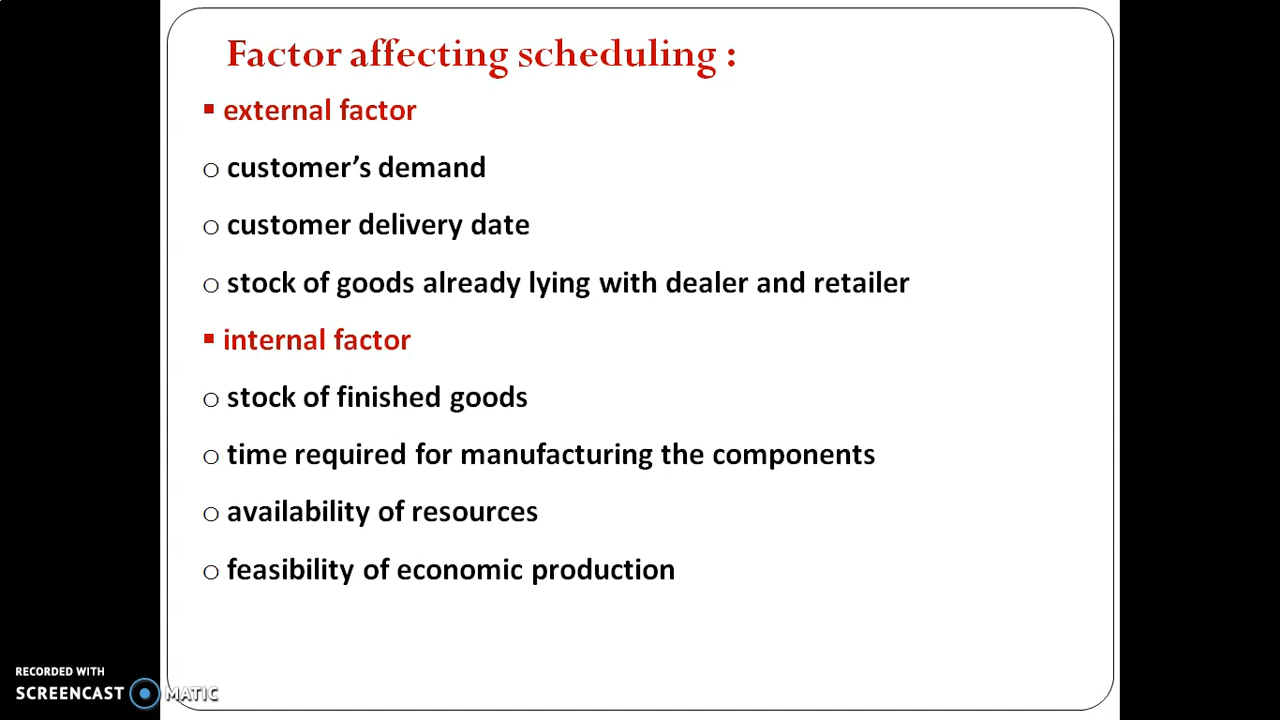 Factor affecting scheduling :
▪ external factor
o customer’s demand
o customer delivery date
o stock of goods already lying with dealer and retailer
▪ internal factor
o stock of finished goods
o time required for manufacturing the components
o availability of resources
o feasibility of economic production
RECORDED WITH
SCREENCAST MATIC